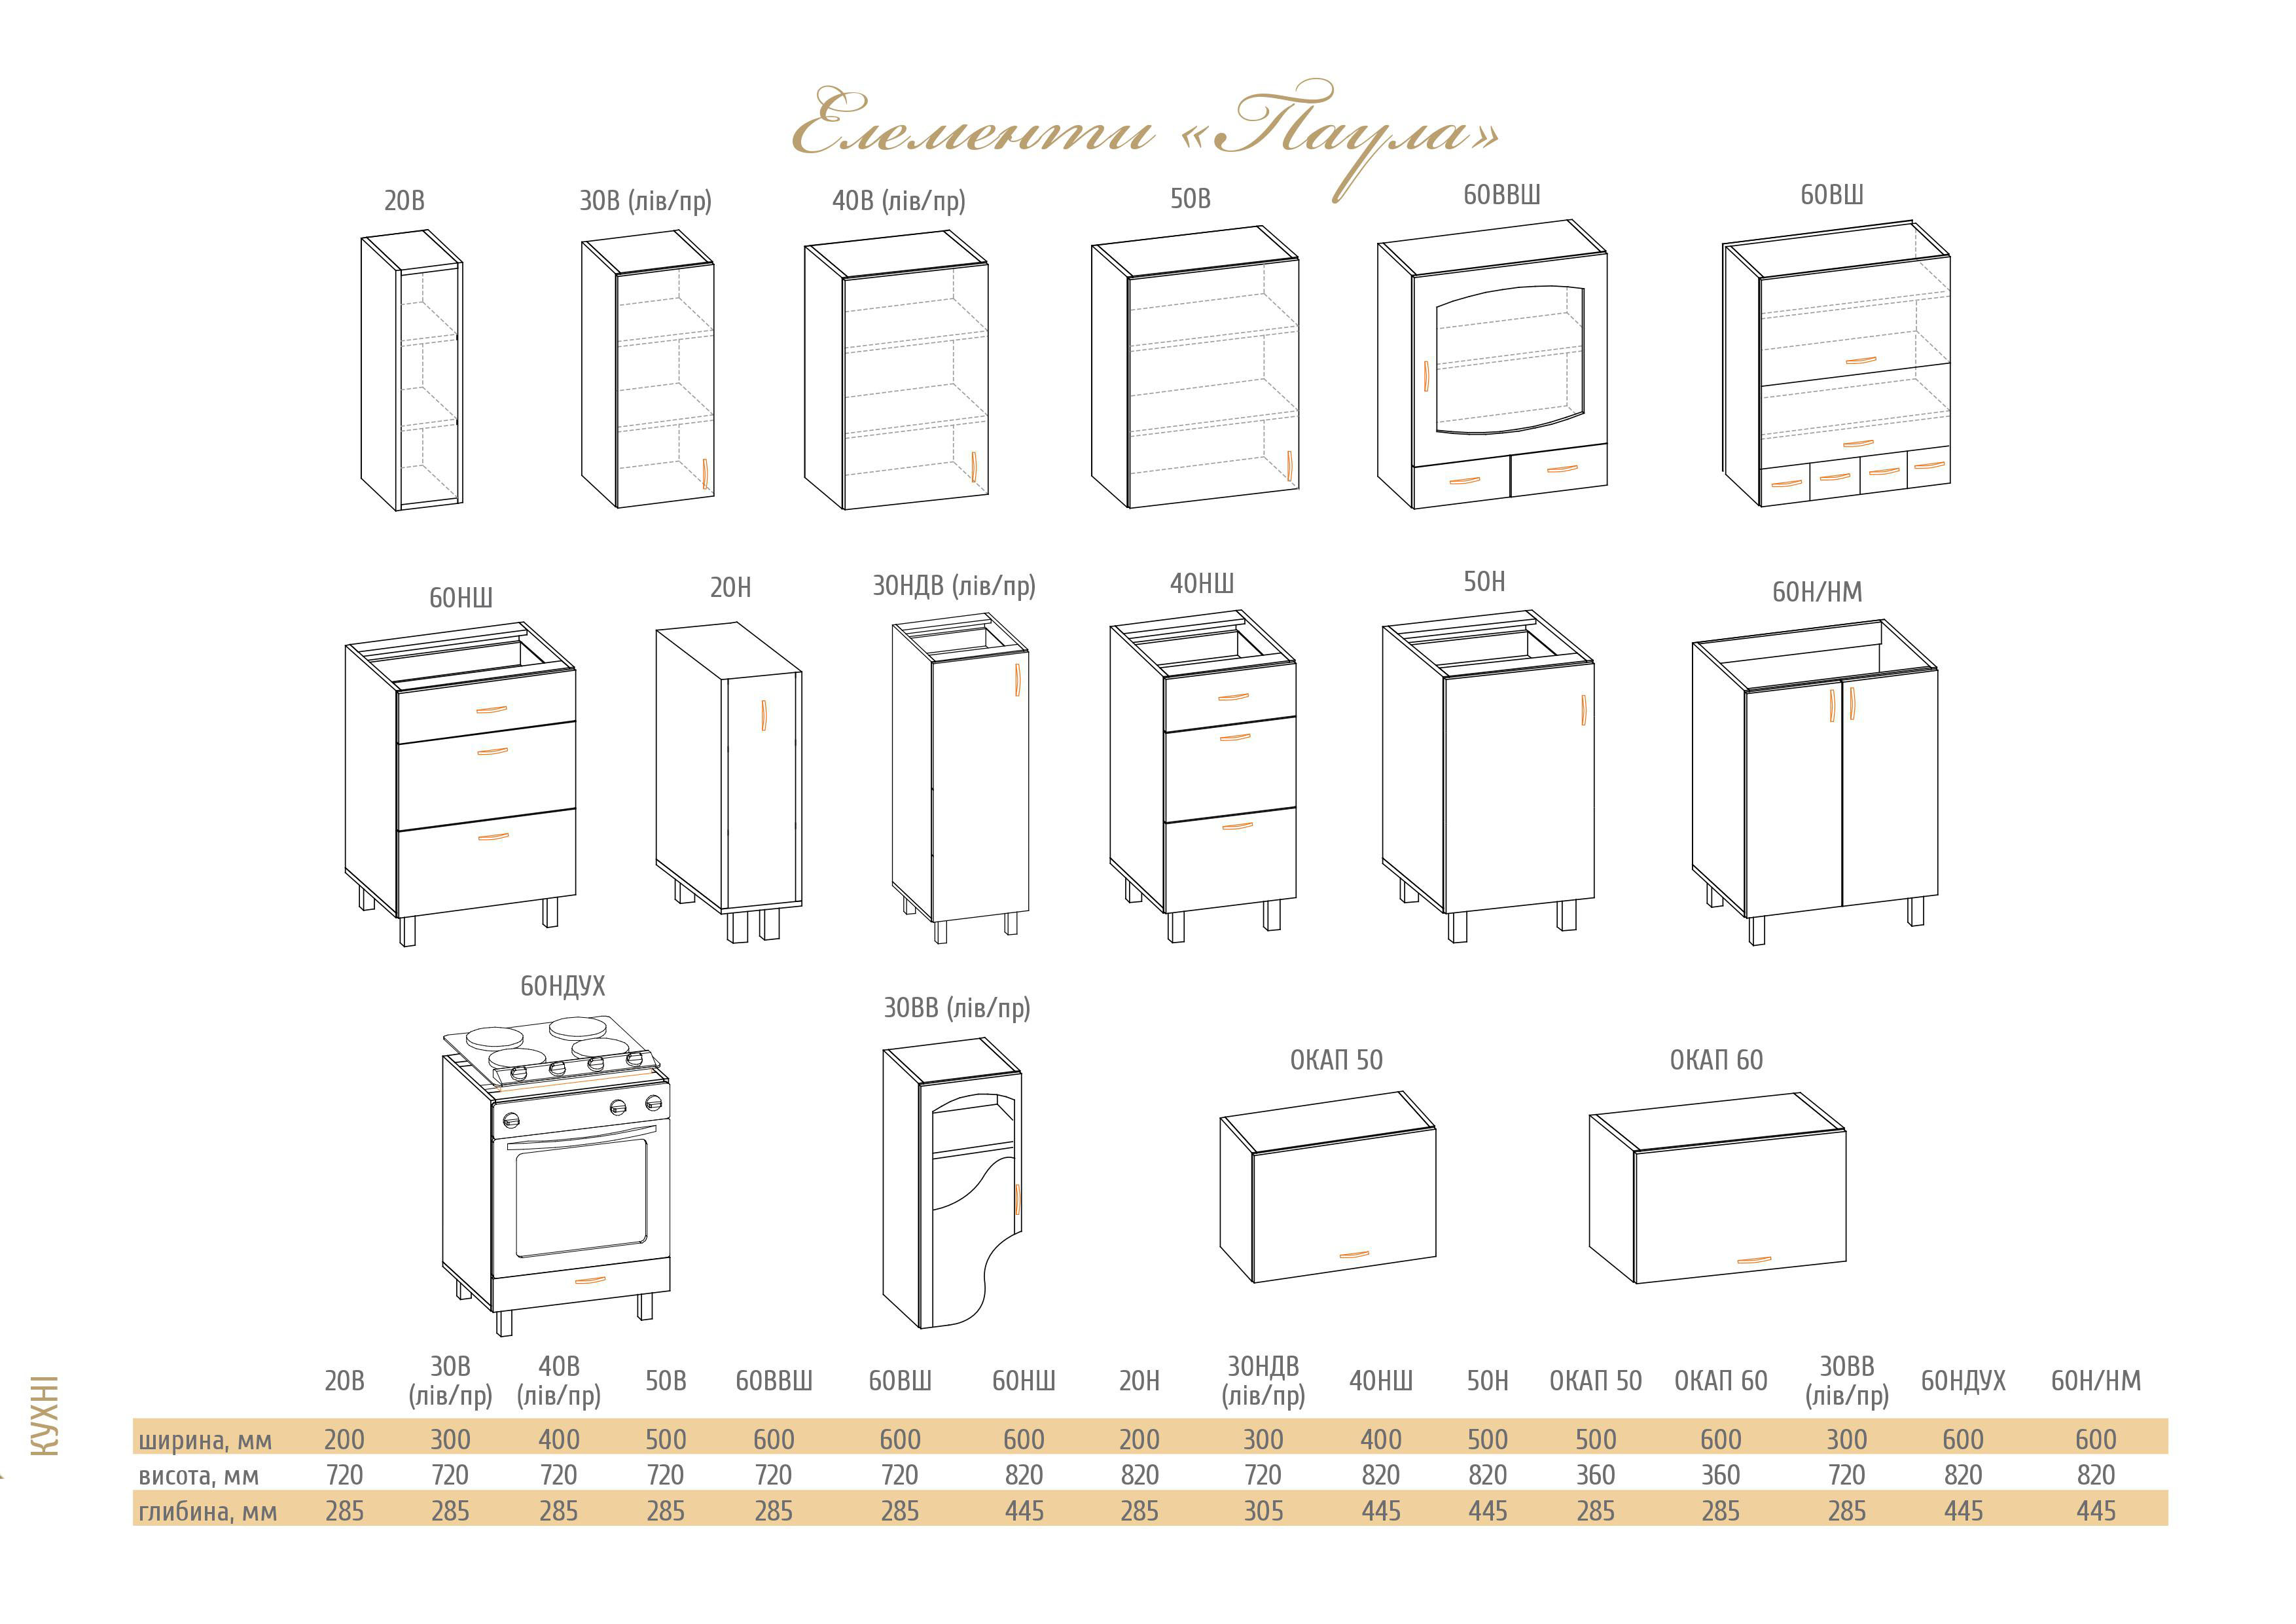 Елементи «Паула»
20В 30В (лів/пр) 40В (лів/пр) 50В 60ВВШ 60ВШ
60НШ 20Н 30НДВ (лів/пр) 40НШ 50Н 60Н/НМ
60НДУХ 30ВВ (лів/пр) ОКАП 50 ОКАП 60
КУХНІ
20В 30В (лів/пр) 40В (лів/пр) 50В 60ВВШ 60ВШ 60НШ 20Н 30НДВ (лів/пр) 40НШ 50Н ОКАП 50 ОКАП 60 30ВВ (лів/пр) 60НДУХ 60Н/НМ
ширина, мм 200 300 400 500 600 600 600 200 300 400 500 500 600 300 600 600
висота, мм 720 720 720 720 720 720 820 820 720 820 820 360 360 720 820 820
глибина, мм 285 285 285 285 285 285 445 285 305 445 445 285 285 285 445 445